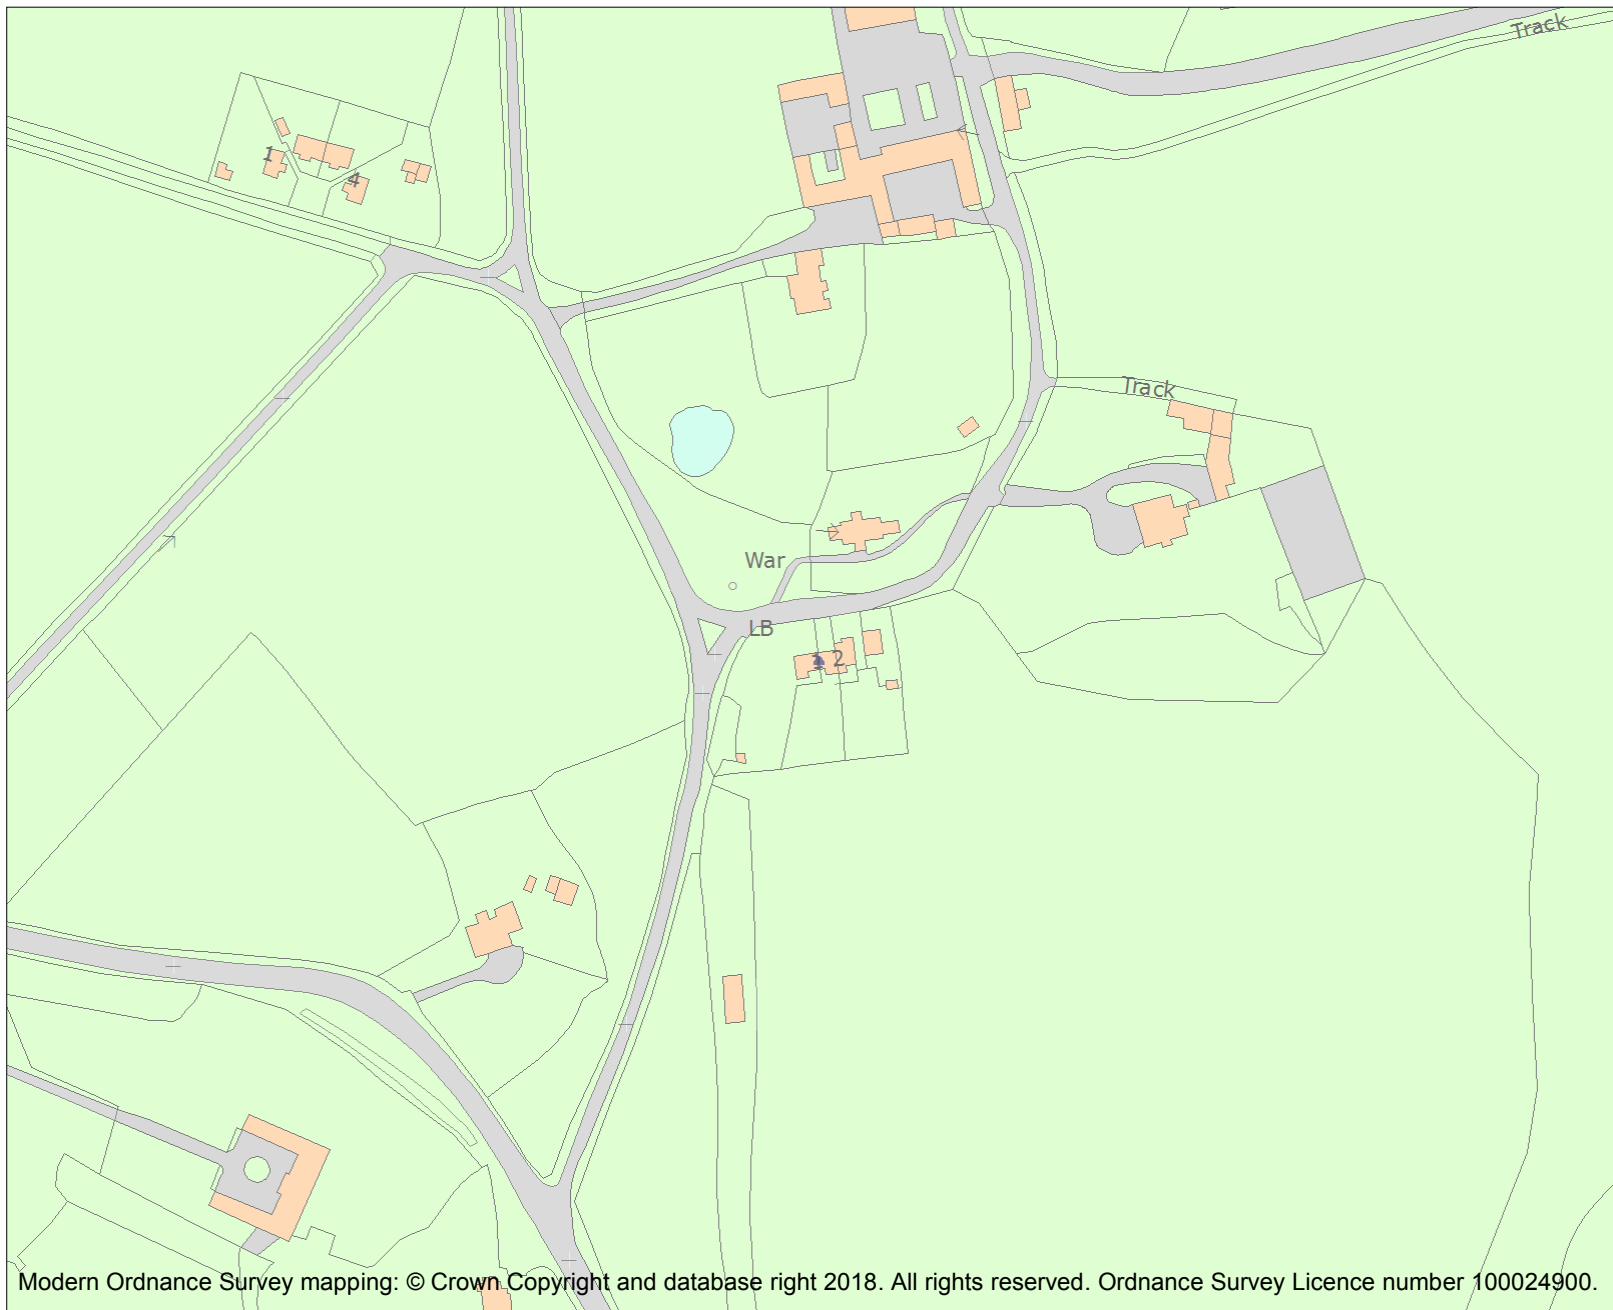 Track
1
4
Track
War
LB
1 2
Modern Ordnance Survey mapping: © Crown Copyright and database right 2018. All rights reserved. Ordnance Survey Licence number 100024900.